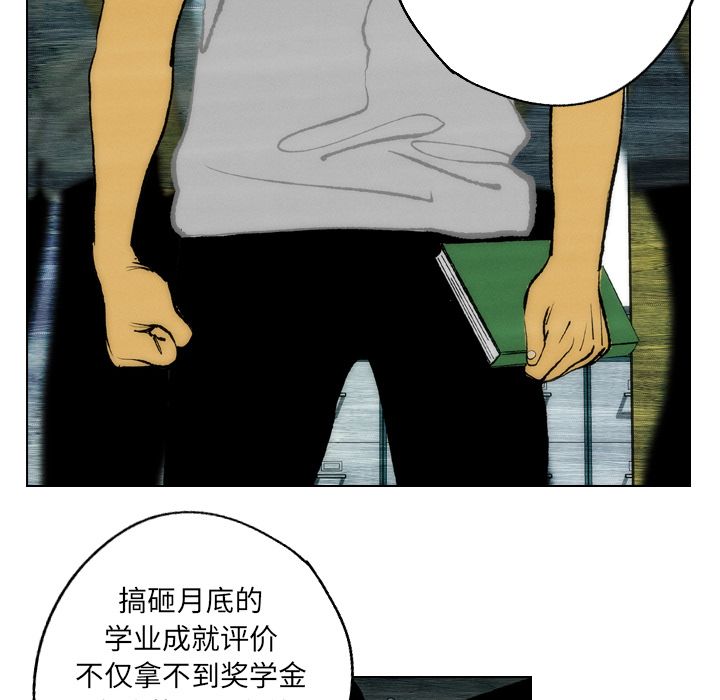 搞砸月底的
学业成就评价
不仅拿不到奖学金